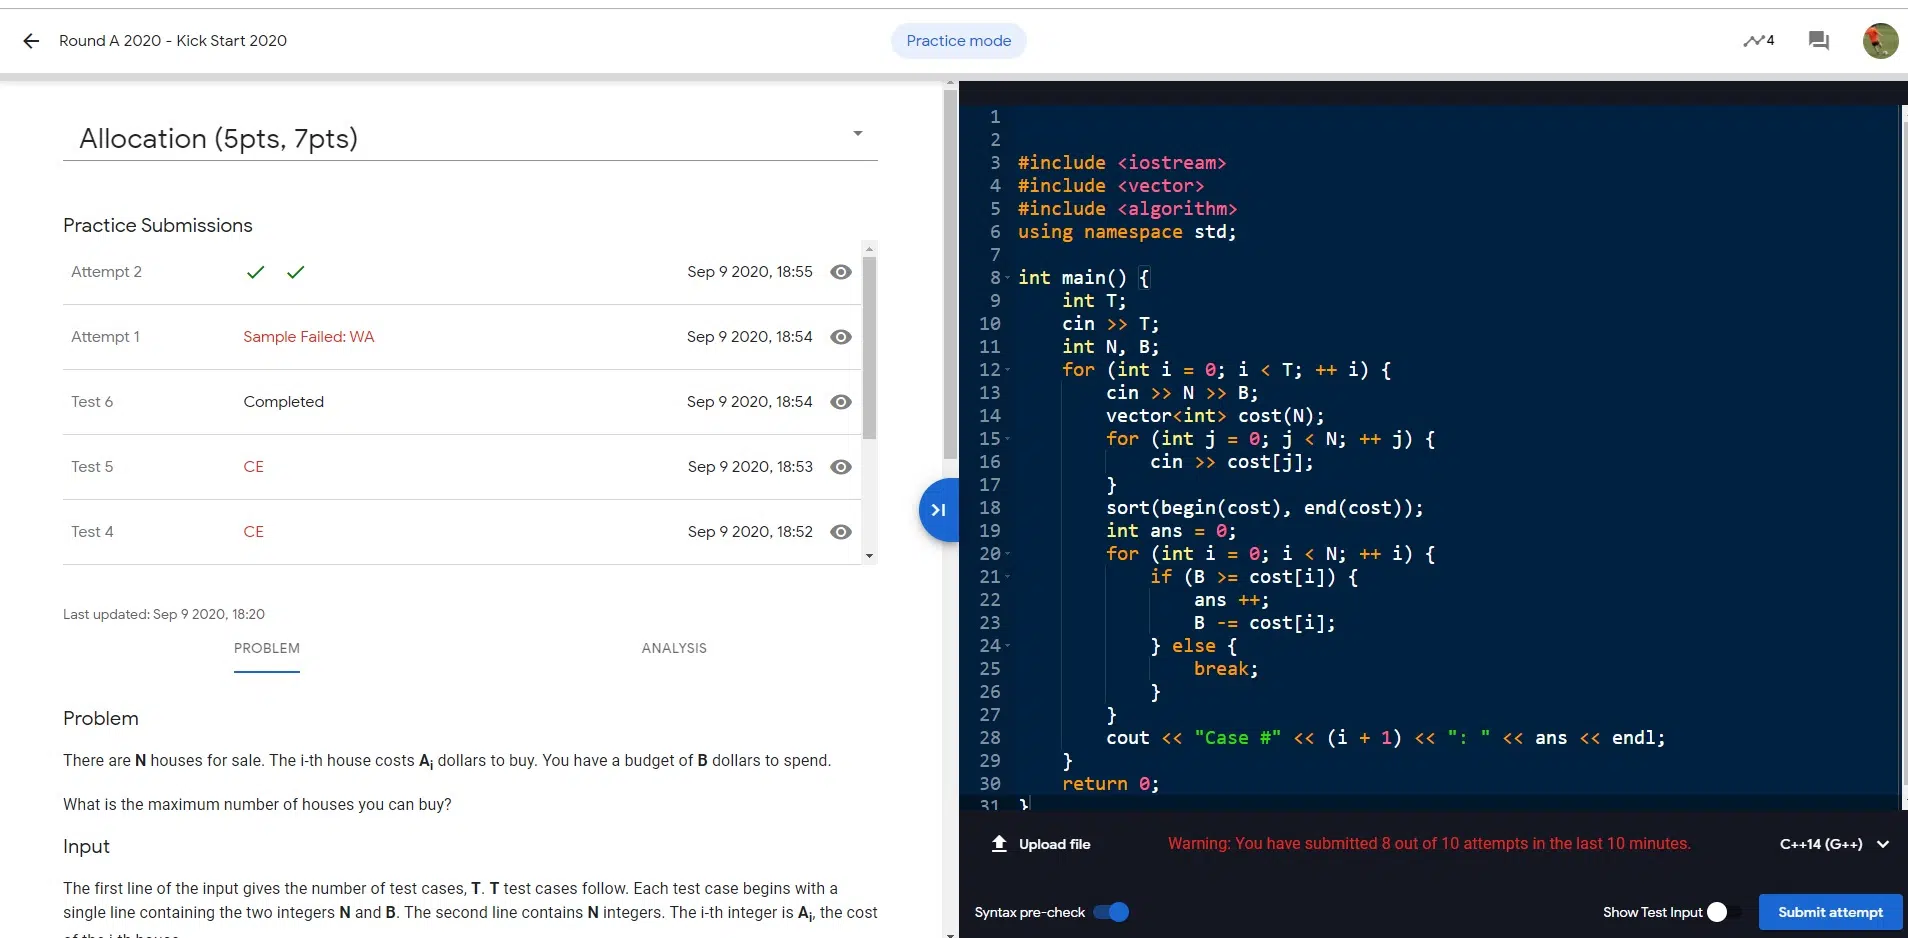 Round A 2020 - Kick Start 2020
Practice mode
4
Allocation (5pts, 7pts)
Practice Submissions
Attempt 2 Sep 9 2020, 18:55
Attempt 1 Sample Failed: WA Sep 9 2020, 18:54
Test 6 Completed Sep 9 2020, 18:54
Test 5 CE Sep 9 2020, 18:53
Test 4 CE Sep 9 2020, 18:52
Last updated: Sep 9 2020, 18:20
PROBLEM ANALYSIS
Problem
There are N houses for sale. The i-th house costs Ai dollars to buy. You have a budget of B dollars to spend.
What is the maximum number of houses you can buy?
Input
The first line of the input gives the number of test cases, T. T test cases follow. Each test case begins with a
single line containing the two integers N and B. The second line contains N integers. The i-th integer is Ai, the cost
of the i-th house.
1
2
3 #include <iostream>
4 #include <vector>
5 #include <algorithm>
6 using namespace std;
7
8 int main() {
9     int T;
10     cin >> T;
11     int N, B;
12     for (int i = 0; i < T; ++ i) {
13         cin >> N >> B;
14         vector<int> cost(N);
15         for (int j = 0; j < N; ++ j) {
16             cin >> cost[j];
17         }
18         sort(begin(cost), end(cost));
19         int ans = 0;
20         for (int i = 0; i < N; ++ i) {
21             if (B >= cost[i]) {
22                 ans ++;
23                 B -= cost[i];
24             } else {
25                 break;
26             }
27         }
28         cout << "Case #" << (i + 1) << ": " << ans << endl;
29     }
30     return 0;
31 }
Upload file
Warning: You have submitted 8 out of 10 attempts in the last 10 minutes.
C++14 (G++)
Syntax pre-check
Show Test Input
Submit attempt